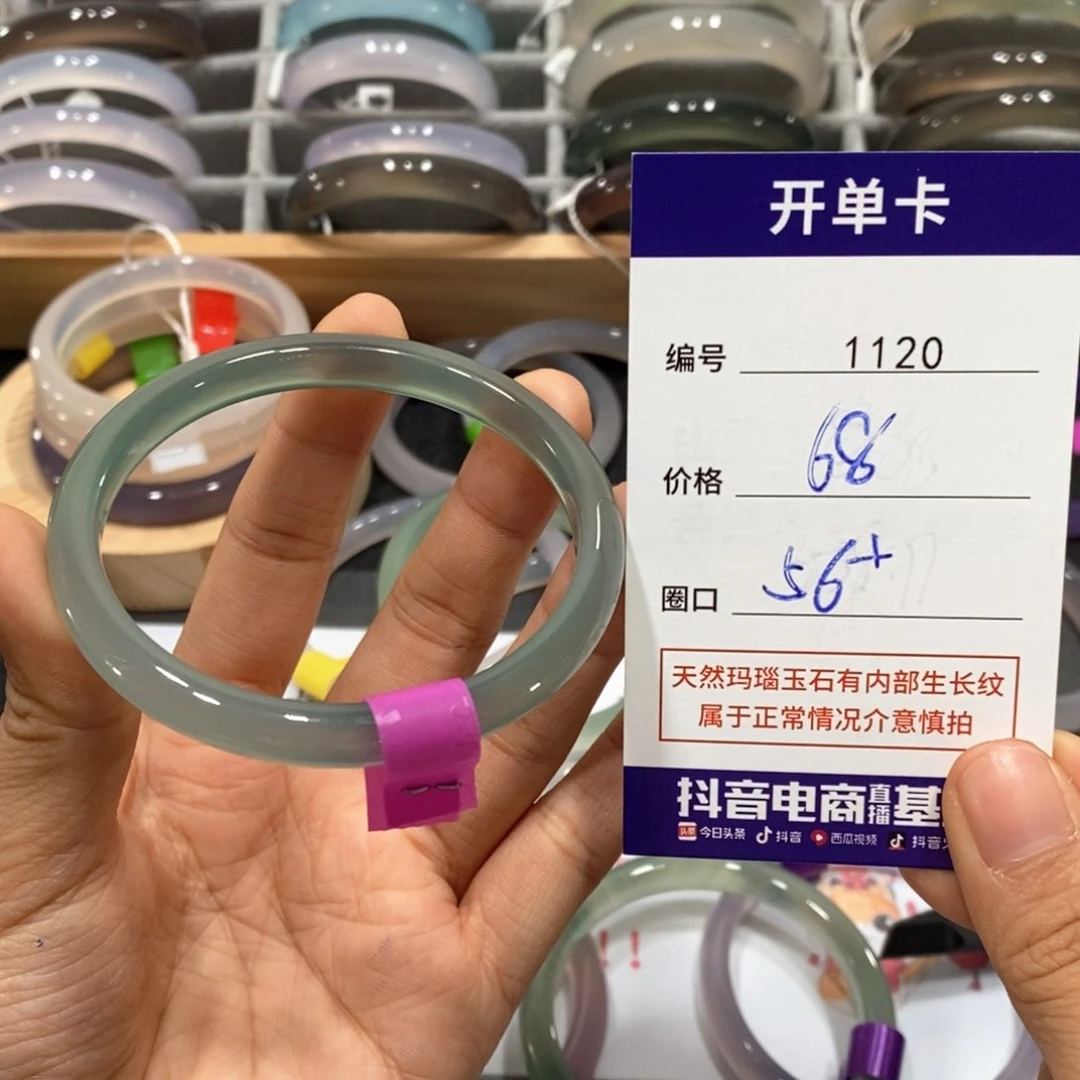 开单卡
编号 1120
价格 68
圈口 56+
天然玛瑙玉石有内部生长纹
属于正常情况介意慎拍
抖音电商直播基
今日头条 抖音 西瓜视频 抖音
!!